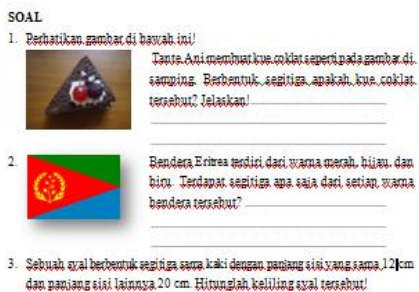 SOAL
1. Perhatikan gambar di bawah ini!
Tante Ani membuat kue coklat seperti pada gambar di
samping. Berbentuk segitiga apakah kue coklat
tersebut? Jelaskan!
2. Bendera Eritrea terdiri dari warna merah, hijau, dan
biru. Terdapat segitiga apa saja dari setiap warna
bendera tersebut?
3. Sebuah syal berbentuk segitiga sama kaki dengan panjang sisi yang sama 12 cm
dan panjang sisi lainnya 20 cm. Hitunglah keliling syal tersebut!